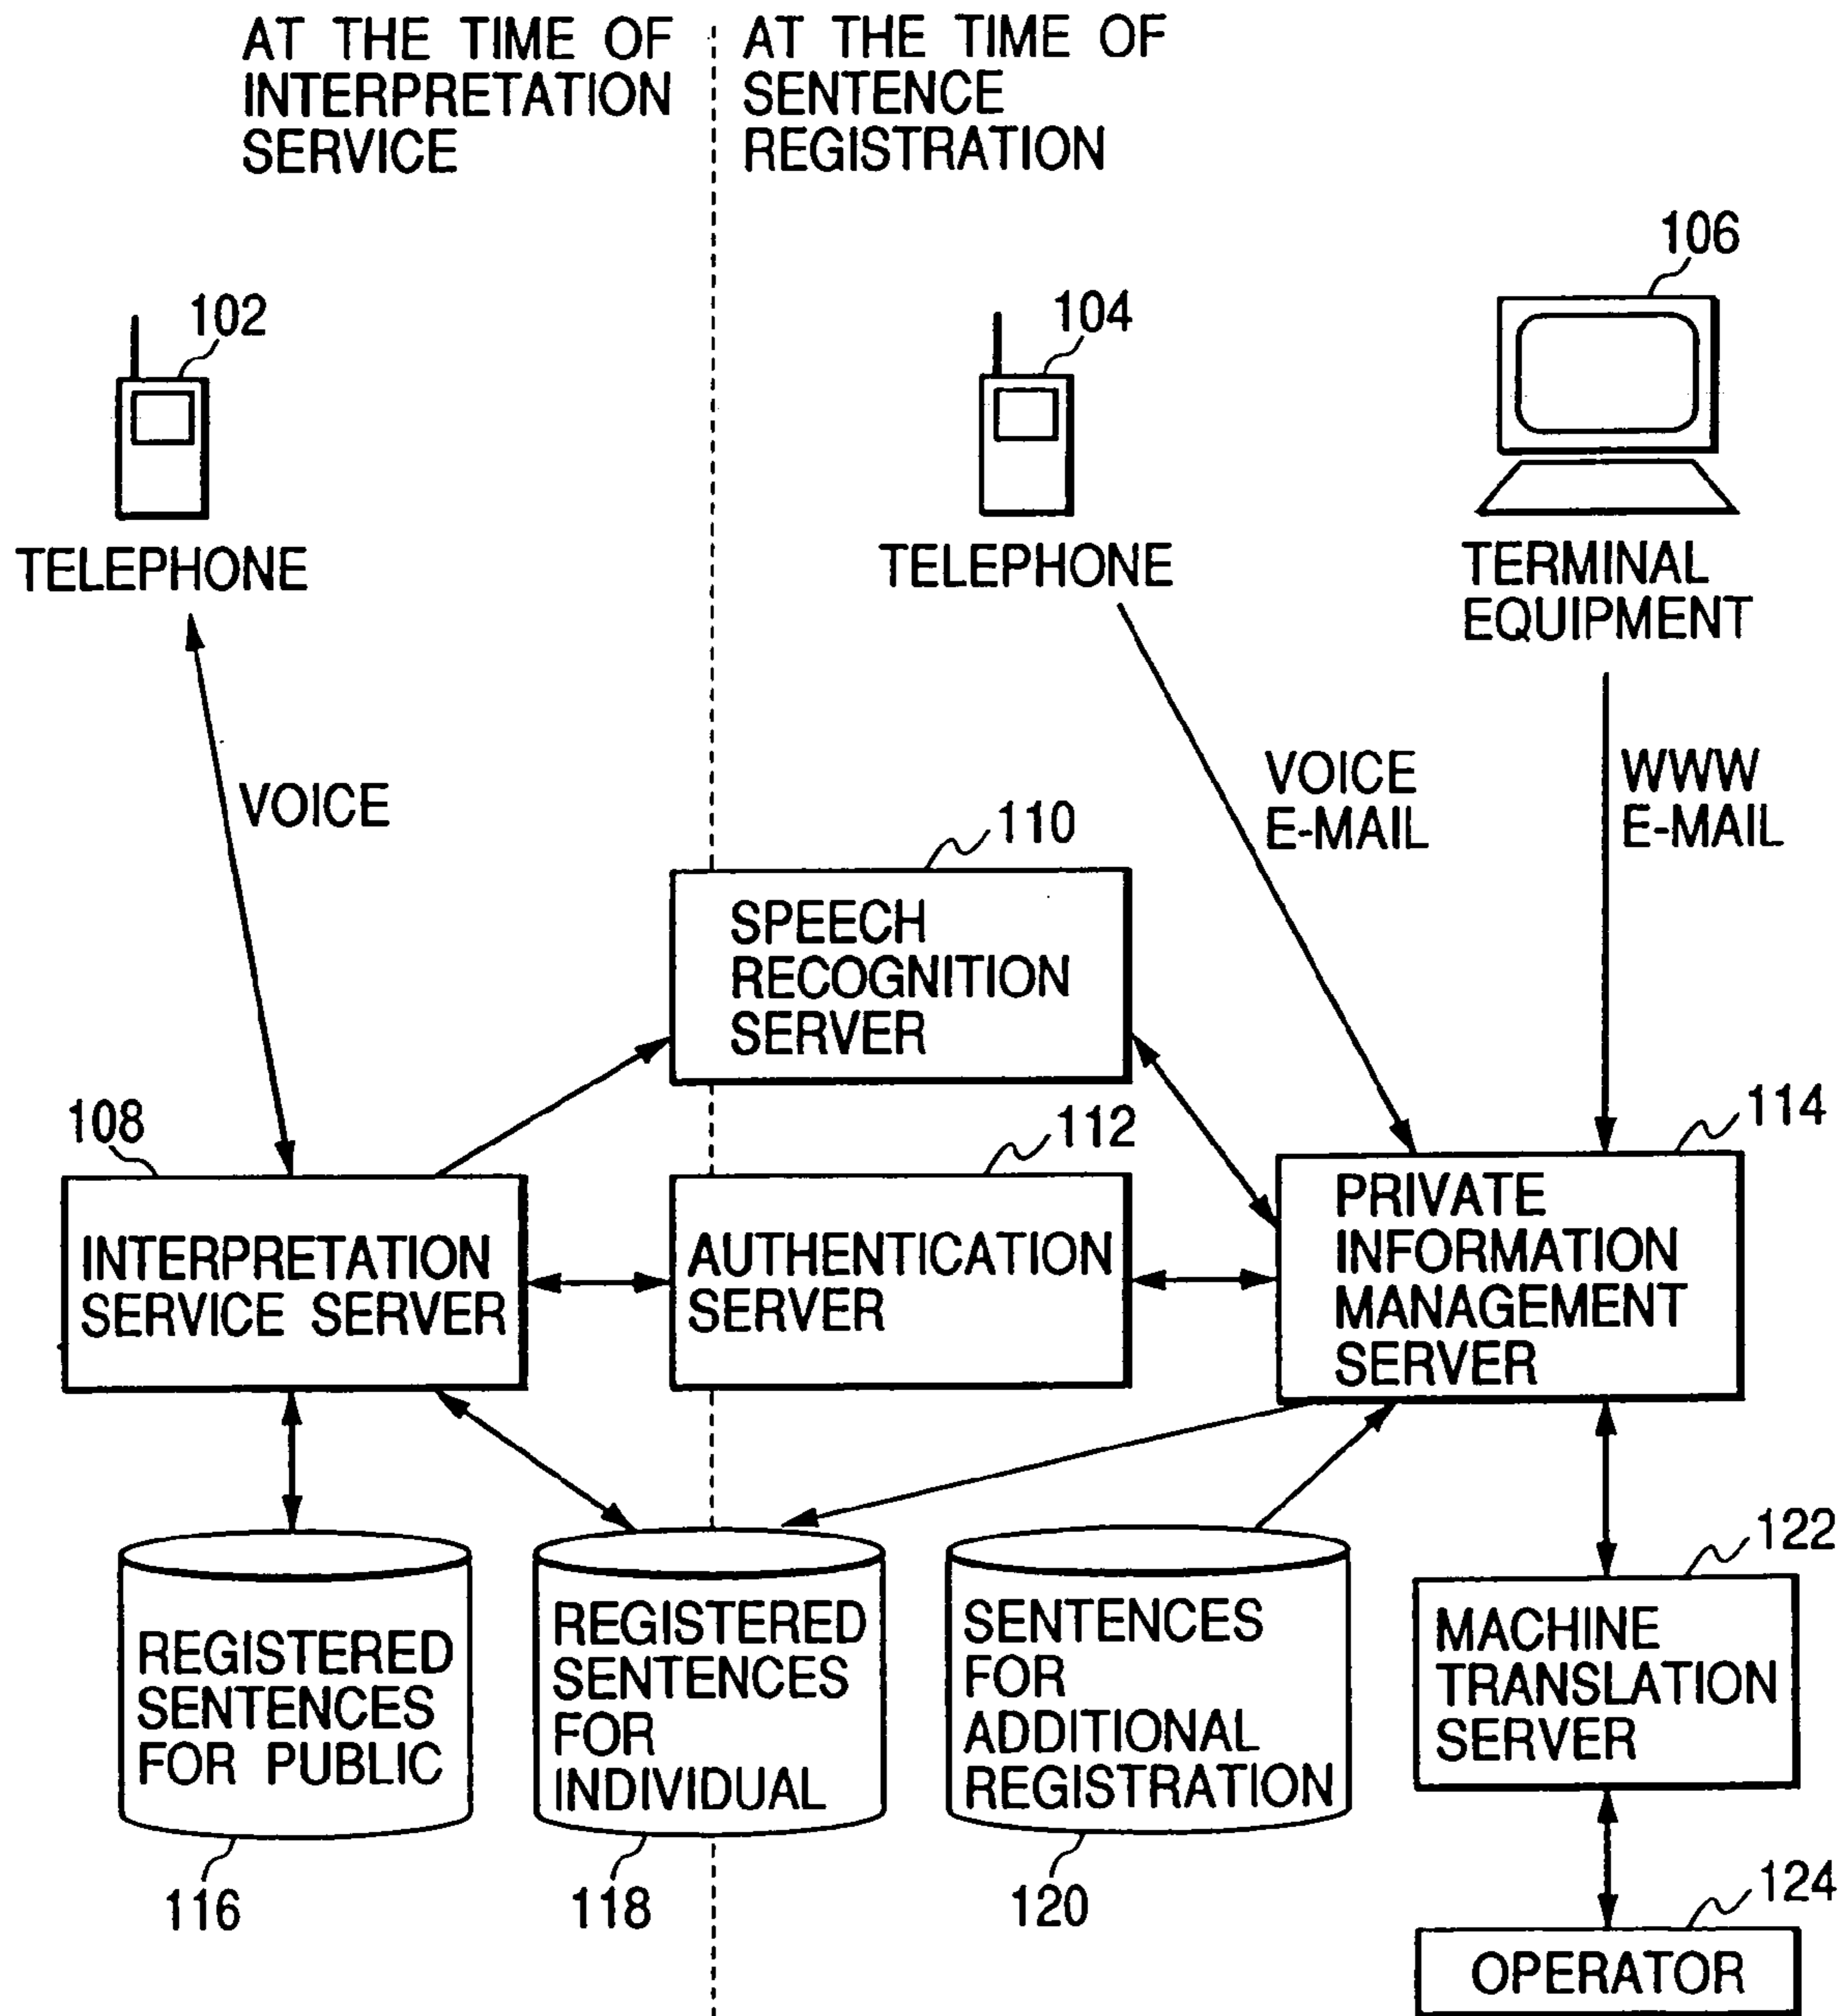 AT THE TIME OF
INTERPRETATION
SERVICE
AT THE TIME OF
SENTENCE
REGISTRATION
102
TELEPHONE
104
TELEPHONE
106
TERMINAL
EQUIPMENT
VOICE
VOICE
E-MAIL
WWW
E-MAIL
110
SPEECH
RECOGNITION
SERVER
108
INTERPRETATION
SERVICE SERVER
112
AUTHENTICATION
SERVER
114
PRIVATE
INFORMATION
MANAGEMENT
SERVER
REGISTERED
SENTENCES
FOR PUBLIC
116
REGISTERED
SENTENCES
FOR
INDIVIDUAL
118
SENTENCES
FOR
ADDITIONAL
REGISTRATION
120
122
MACHINE
TRANSLATION
SERVER
124
OPERATOR